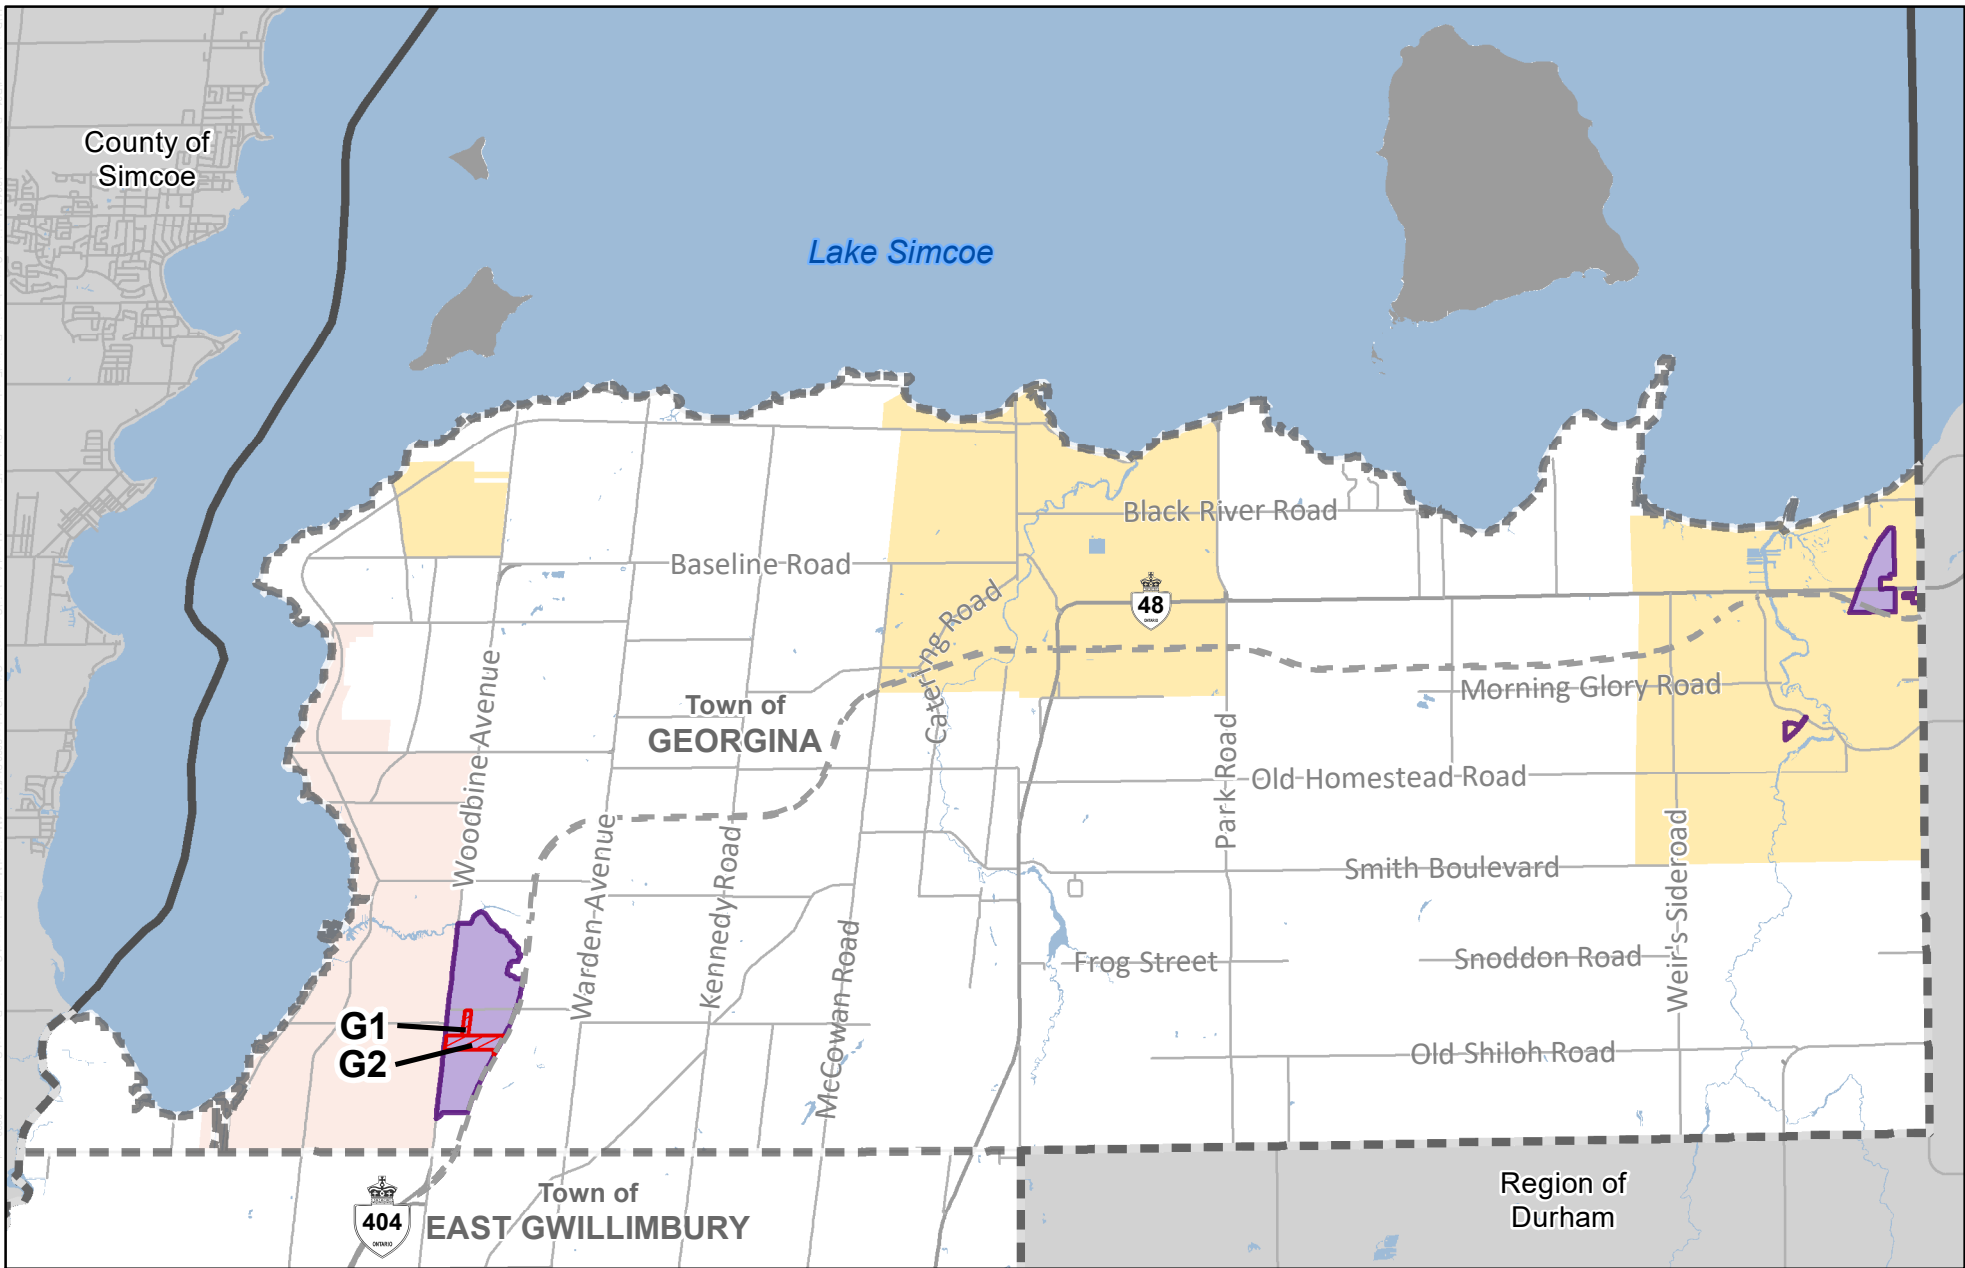 County of
Simcoe
Lake Simcoe
Black River Road
Baseline Road
48
ONTARIO
Catering Road
Woodbine Avenue
Morning Glory Road
Town of
GEORGINA
Park Road
Old Homestead Road
Warden Avenue
Kennedy Road
Weir's Sideroad
Smith Boulevard
McCowan Road
Frog Street
Snoddon Road
G1
G2
Old Shiloh Road
404
ONTARIO
Town of
EAST GWILLIMBURY
Region of
Durham